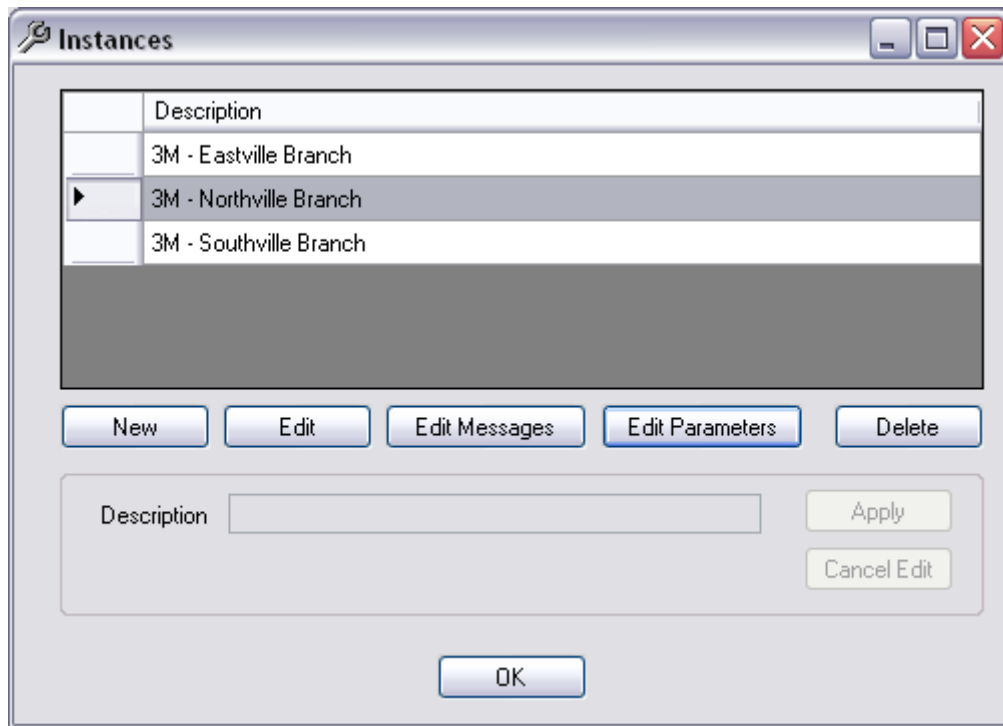 Instances
Description
3M - Eastville Branch
3M - Northville Branch
3M - Southville Branch
New Edit Edit Messages Edit Parameters Delete
Description Apply
Cancel Edit
OK